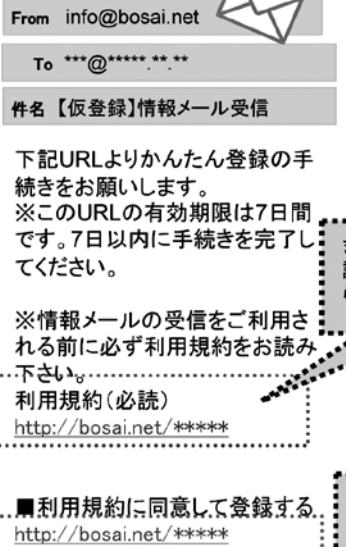 From info@bosai.net
To ***@*****.**.**
件名 【仮登録】情報メール受信
下記URLよりかんたん登録の手
続きをお願いします。
※このURLの有効期限は7日間
です。7日以内に手続きを完了し
てください。
※情報メールの受信をご利用さ
れる前に必ず利用規約をお読み
下さい。
利用規約(必読)
http://bosai.net/*****
■利用規約に同意して登録する
http://bosai.net/*****